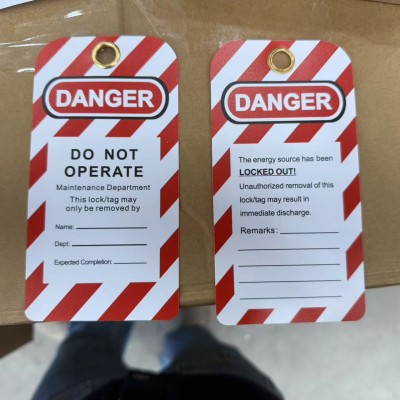 DANGER
DO NOT
OPERATE
Maintenance Department
This lock/tag may
only be removed by
Name:
Dept:
Expected Completion:
DANGER
The energy source has been
LOCKED OUT!
Unauthorized removal of this
lock/tag may result in
immediate discharge.
Remarks: